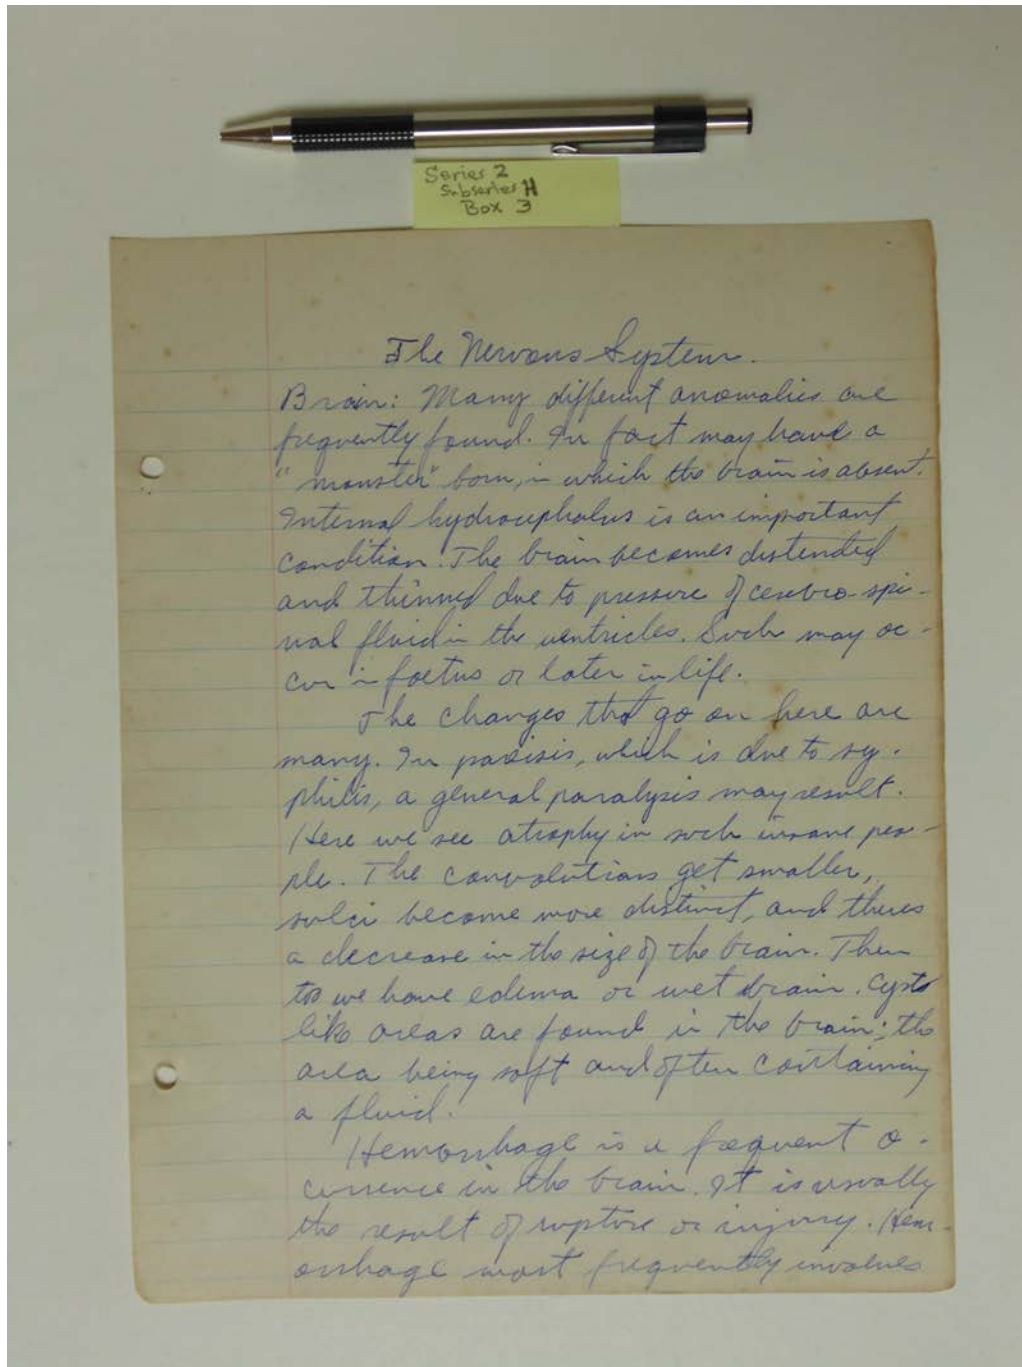 Series 2
Subseries H
Box 3
The Nervous System.
Brain: Many different anomalies are
frequently found. In fact may have a
"monster" born, in which the brain is absent.
Internal hydrocephalus is an important
condition. The brain becomes distended
and thinned due to pressure of cerebro-spi-
nal fluid in the ventricles. Such may oc-
cur in foetus or later in life.
The changes that go on here are
many. In paresis, which is due to sy-
philis, a general paralysis may result.
Here we see atrophy in such insane peo-
ple. The convolutions get smaller,
sulci become more distinct, and theres
a decrease in the size of the brain. Then
too we have edema or wet brain. Cysts
like areas are found in the brain; the
area being soft and often containing
a fluid.
Hemorrhage is a frequent o-
currence in the brain. It is usually
the result of rupture or injury. Hem-
orrhage most frequently involves